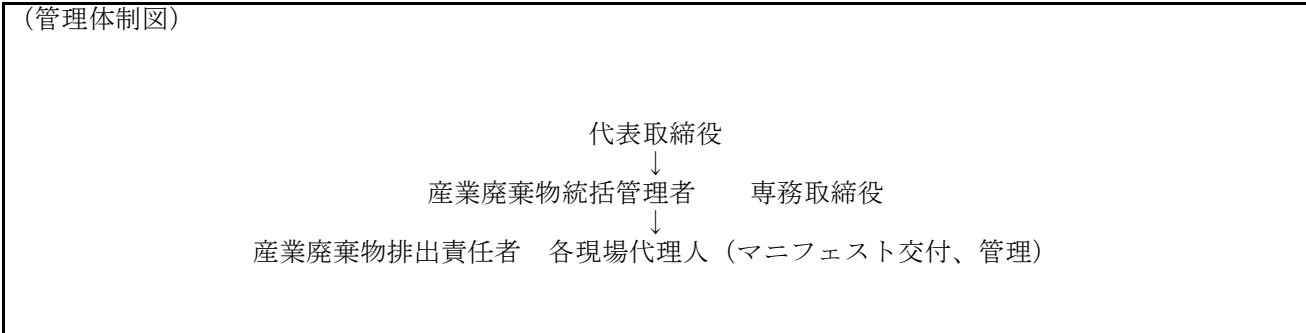 (管理体制図)
代表取締役
↓
産業廃棄物統括管理者　　専務取締役
↓
産業廃棄物排出責任者　各現場代理人（マニフェスト交付、管理）